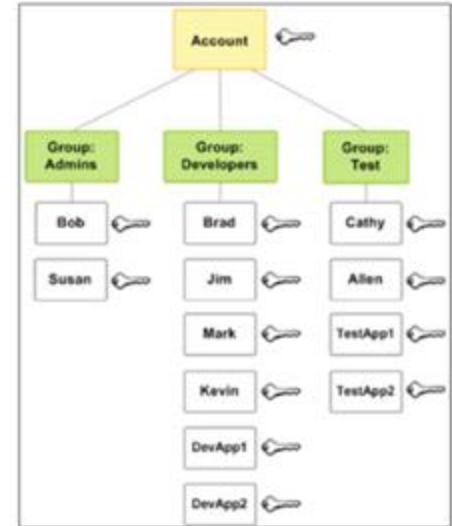 Account
Group:
Admins
Group:
Developers
Group:
Test
Bob
Brad
Cathy
Susan
Jim
Allen
Mark
TestApp1
Kevin
TestApp2
DevApp1
DevApp2